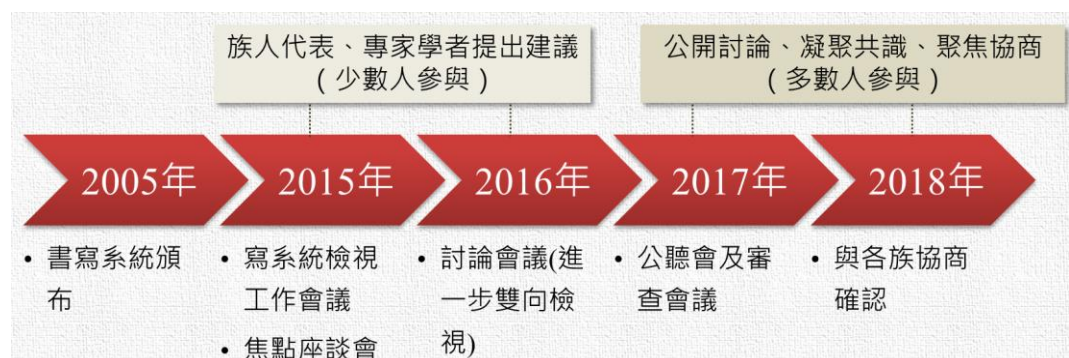 族人代表、專家學者提出建議
(少數人參與)
公開討論、凝聚共識、聚焦協商
(多數人參與)
2005年
2015年
2016年
2017年
2018年
• 書寫系統頒
布
• 寫系統檢視
工作會議
• 焦點座談會
• 討論會議(進
一步雙向檢
視)
• 公聽會及審
查會議
• 與各族協商
確認